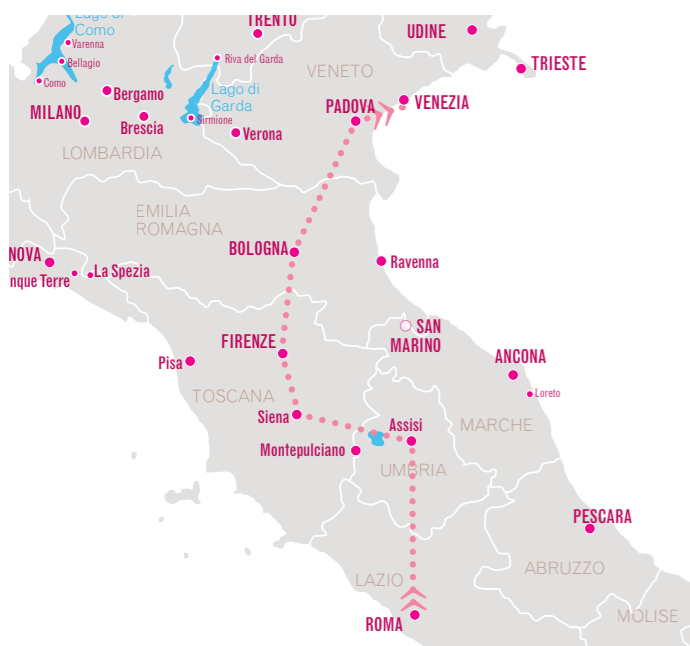 Lago di
Como
TRENTO
UDINE
Varenna
Bellagio
Riva del Garda
TRIESTE
VENETO
Como
Bergamo
Lago di
Garda
PADOVA
VENEZIA
MILANO
Brescia
Sirmione
Verona
LOMBARDIA
EMILIA
ROMAGNA
BOLOGNA
NOVA
Ravenna
nque Terre
La Spezia
SAN
MARINO
FIRENZE
ANCONA
Pisa
TOSCANA
Loreto
Siena
Assisi
MARCHE
Montepulciano
UMBRIA
PESCARA
ABRUZZO
LAZIO
ROMA
MOLISE